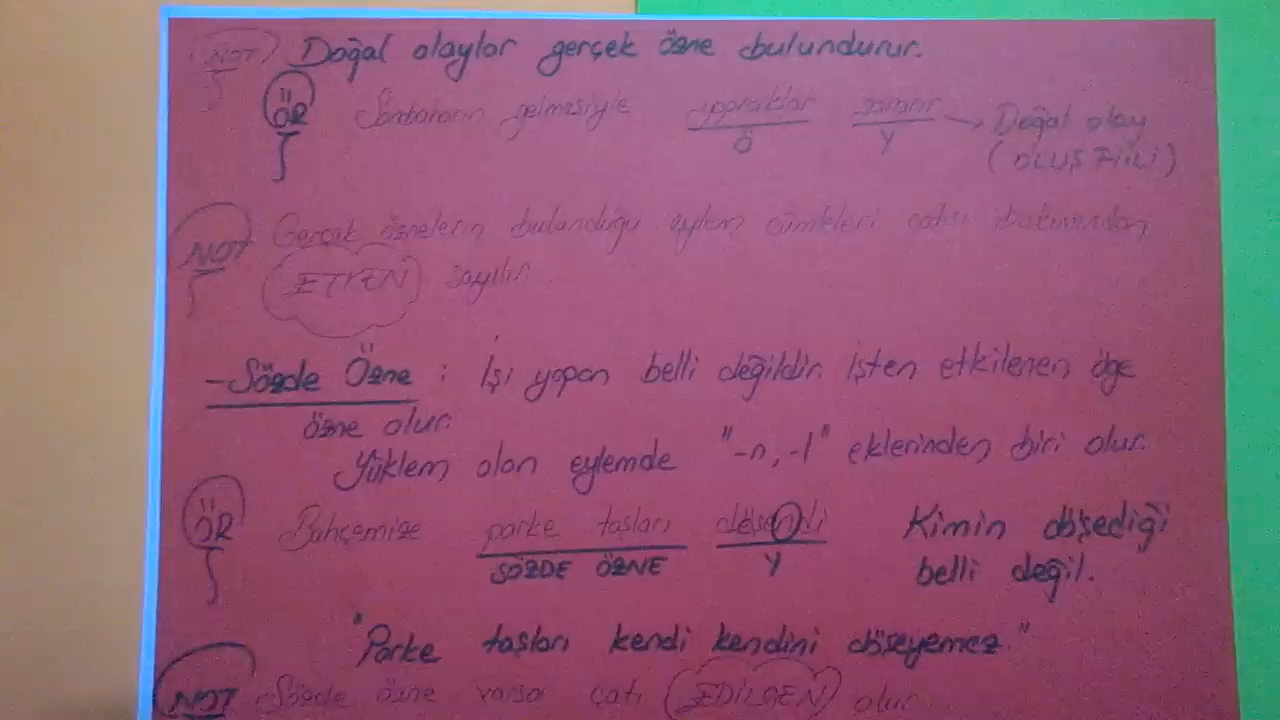 NOT Doğal olaylar gerçek özne bulundurur.
ÖR Sonbaharın gelmesiyle yapraklar sararır → Doğal olay
Ö Y (OLUŞ FİİLİ)
NOT Gerçek öznelerin bulunduğu eylem cümleleri çatısı bakımından
ETKEN sayılır.
- Sözde Özne : İşi yapan belli değildir. İşten etkilenen öge
özne olur.
Yüklem olan eylemde "-n, -l" eklerinden biri olur.
ÖR Bahçemize parke taşları döşendi Kimin döşediği
SÖZDE ÖZNE Y belli değil.
"Parke taşları kendi kendini döşeyemez."
NOT Sözde özne varsa çatı EDİLGEN olur